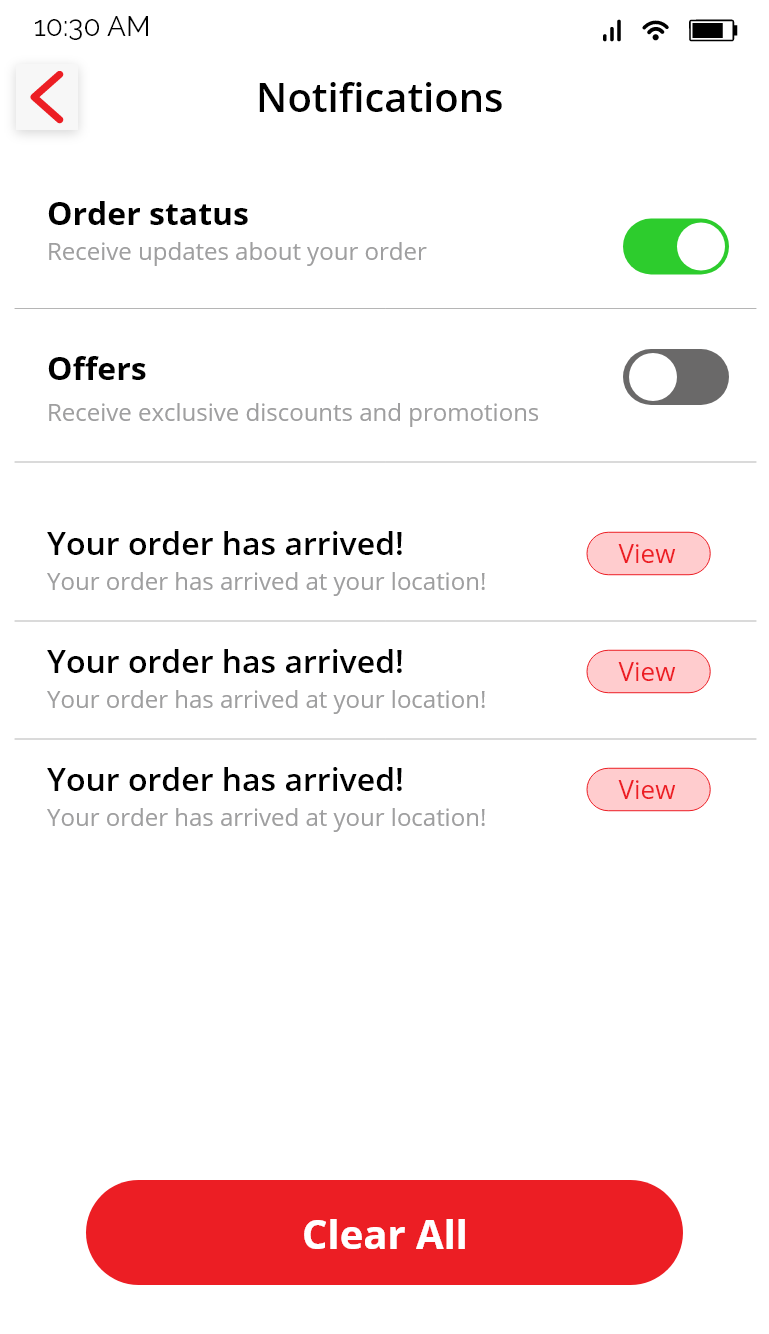 10:30 AM
Notifications
Order status
Receive updates about your order
Offers
Receive exclusive discounts and promotions
Your order has arrived!
Your order has arrived at your location!
View
Your order has arrived!
Your order has arrived at your location!
View
Your order has arrived!
Your order has arrived at your location!
View
Clear All